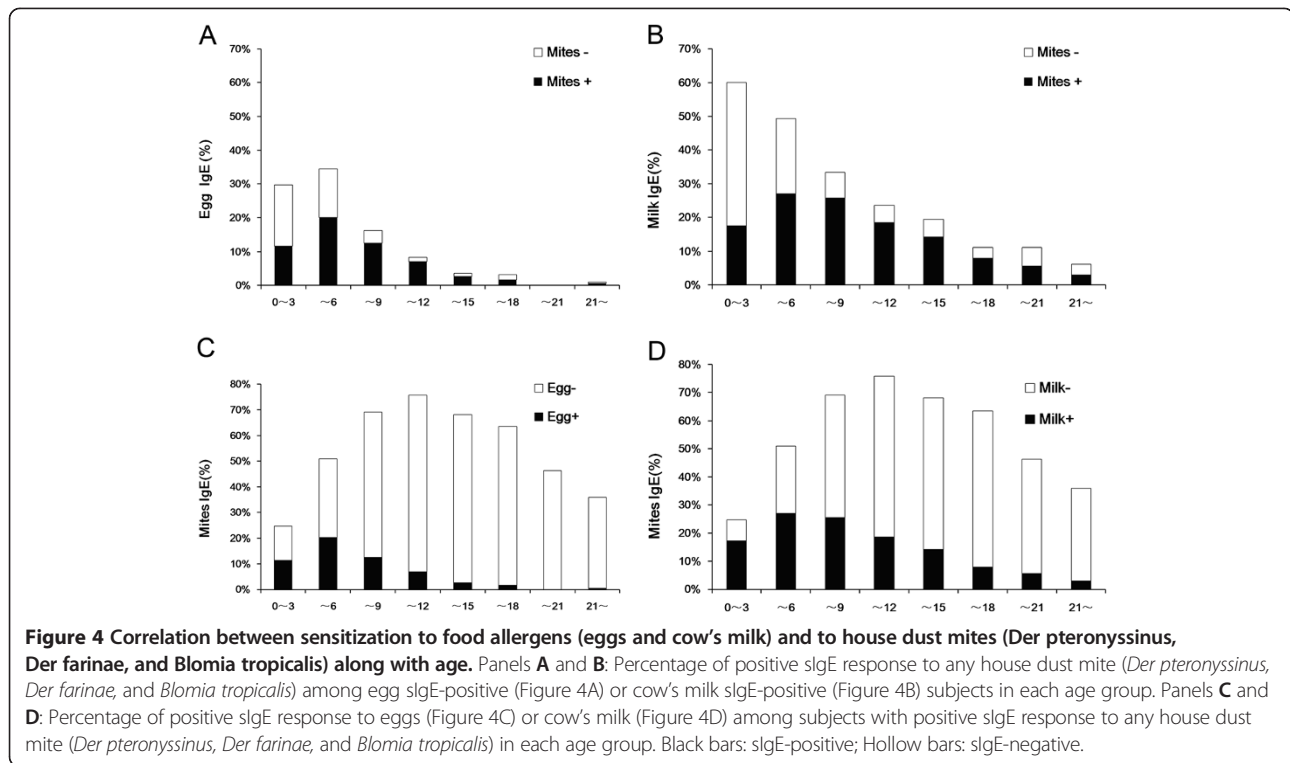 A
70%
60%
50%
40%
30%
20%
10%
0%
Egg IgE (%)
Mites -
Mites +
0～3 ～6 ～9 ～12 ～15 ～18 ～21 21～
B
70%
60%
50%
40%
30%
20%
10%
0%
Milk IgE (%)
Mites -
Mites +
0～3 ～6 ～9 ～12 ～15 ～18 ～21 21～
C
80%
70%
60%
50%
40%
30%
20%
10%
0%
Mites IgE(%)
Egg-
Egg+
0～3 ～6 ～9 ～12 ～15 ～18 ～21 21～
D
80%
70%
60%
50%
40%
30%
20%
10%
0%
Mites IgE(%)
Milk-
Milk+
0～3 ～6 ～9 ～12 ～15 ～18 ～21 21～
Figure 4 Correlation between sensitization to food allergens (eggs and cow's milk) and to house dust mites (Der pteronyssinus,
Der farinae, and Blomia tropicalis) along with age. Panels A and B: Percentage of positive sIgE response to any house dust mite (Der pteronyssinus,
Der farinae, and Blomia tropicalis) among egg sIgE-positive (Figure 4A) or cow's milk sIgE-positive (Figure 4B) subjects in each age group. Panels C and
D: Percentage of positive sIgE response to eggs (Figure 4C) or cow's milk (Figure 4D) among subjects with positive sIgE response to any house dust
mite (Der pteronyssinus, Der farinae, and Blomia tropicalis) in each age group. Black bars: sIgE-positive; Hollow bars: sIgE-negative.